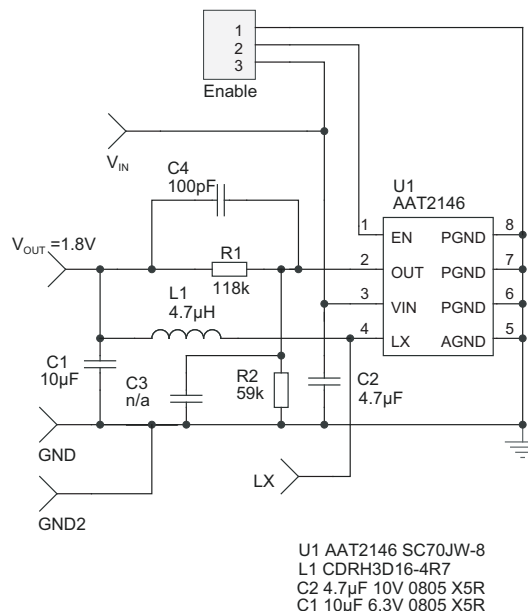 1
2
3
Enable
V_IN
C4
100pF
U1
AAT2146
V_OUT =1.8V
R1
118k
L1
4.7µH
1 EN PGND 8
2 OUT PGND 7
3 VIN PGND 6
4 LX AGND 5
C1
10µF
C3
n/a
R2
59k
C2
4.7µF
GND
LX
GND2
U1 AAT2146 SC70JW-8
L1 CDRH3D16-4R7
C2 4.7µF 10V 0805 X5R
C1 10µF 6.3V 0805 X5R